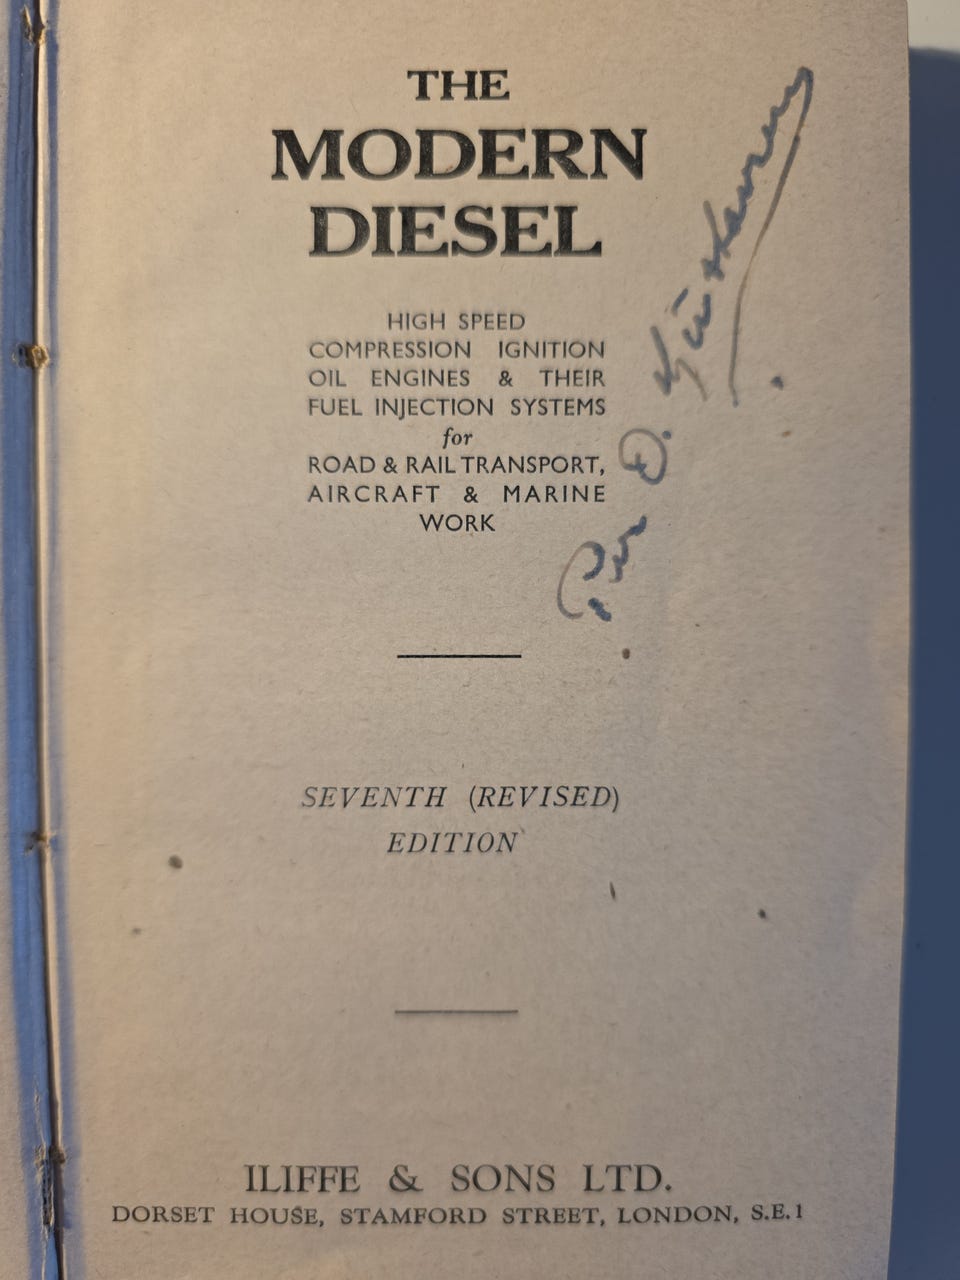 THE
MODERN
DIESEL
HIGH SPEED
COMPRESSION IGNITION
OIL ENGINES & THEIR
FUEL INJECTION SYSTEMS
for
ROAD & RAIL TRANSPORT,
AIRCRAFT & MARINE
WORK
SEVENTH (REVISED)
EDITION
ILIFFE & SONS LTD.
DORSET HOUSE, STAMFORD STREET, LONDON, S.E.1